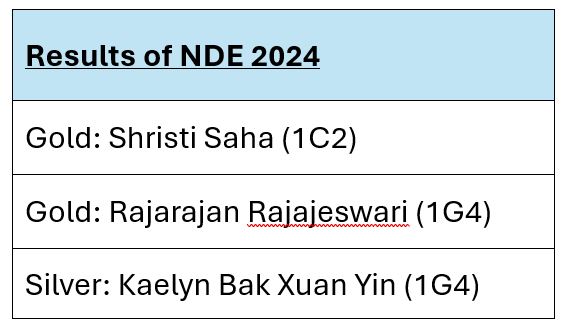 Results of NDE 2024
Gold: Shristi Saha (1C2)
Gold: Rajarajan Rajajeswari (1G4)
Silver: Kaelyn Bak Xuan Yin (1G4)